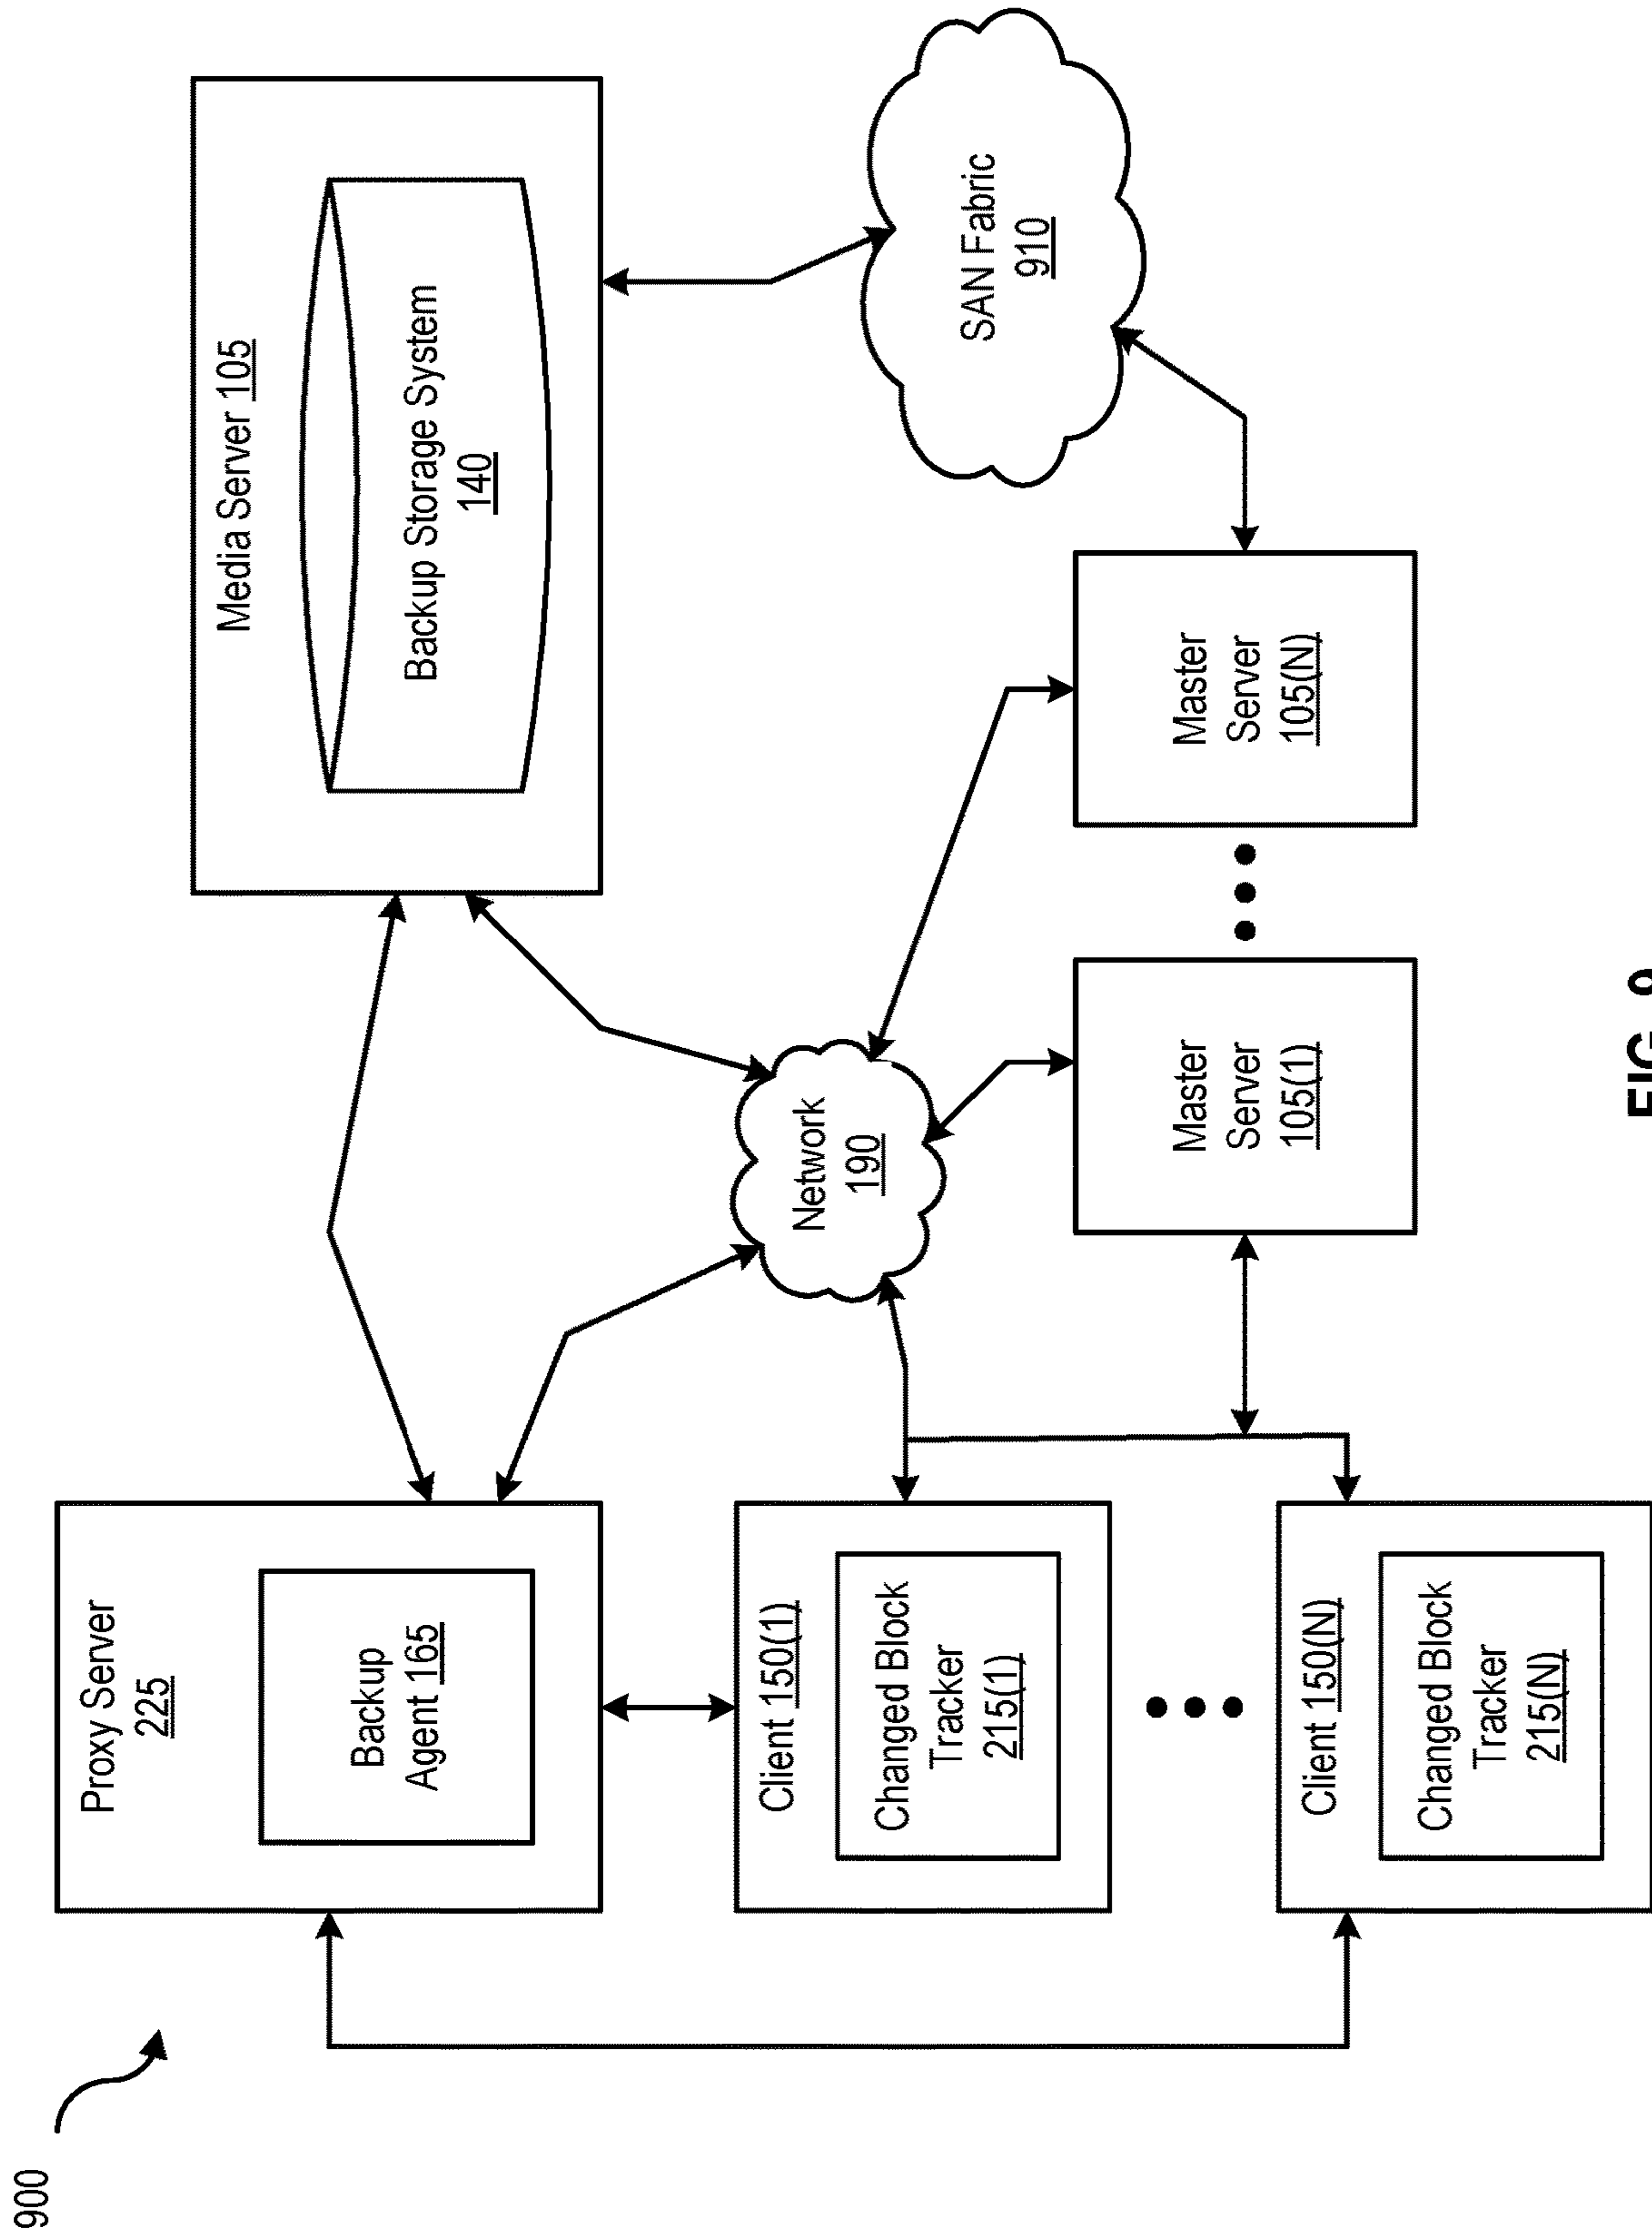 900
Proxy Server
225
Backup
Agent 165
Media Server 105
Backup Storage System
140
Client 150(1)
Changed Block
Tracker
215(1)
Network
190
SAN Fabric
910
Master
Server
105(1)
Master
Server
105(N)
Client 150(N)
Changed Block
Tracker
215(N)
FIG. 9